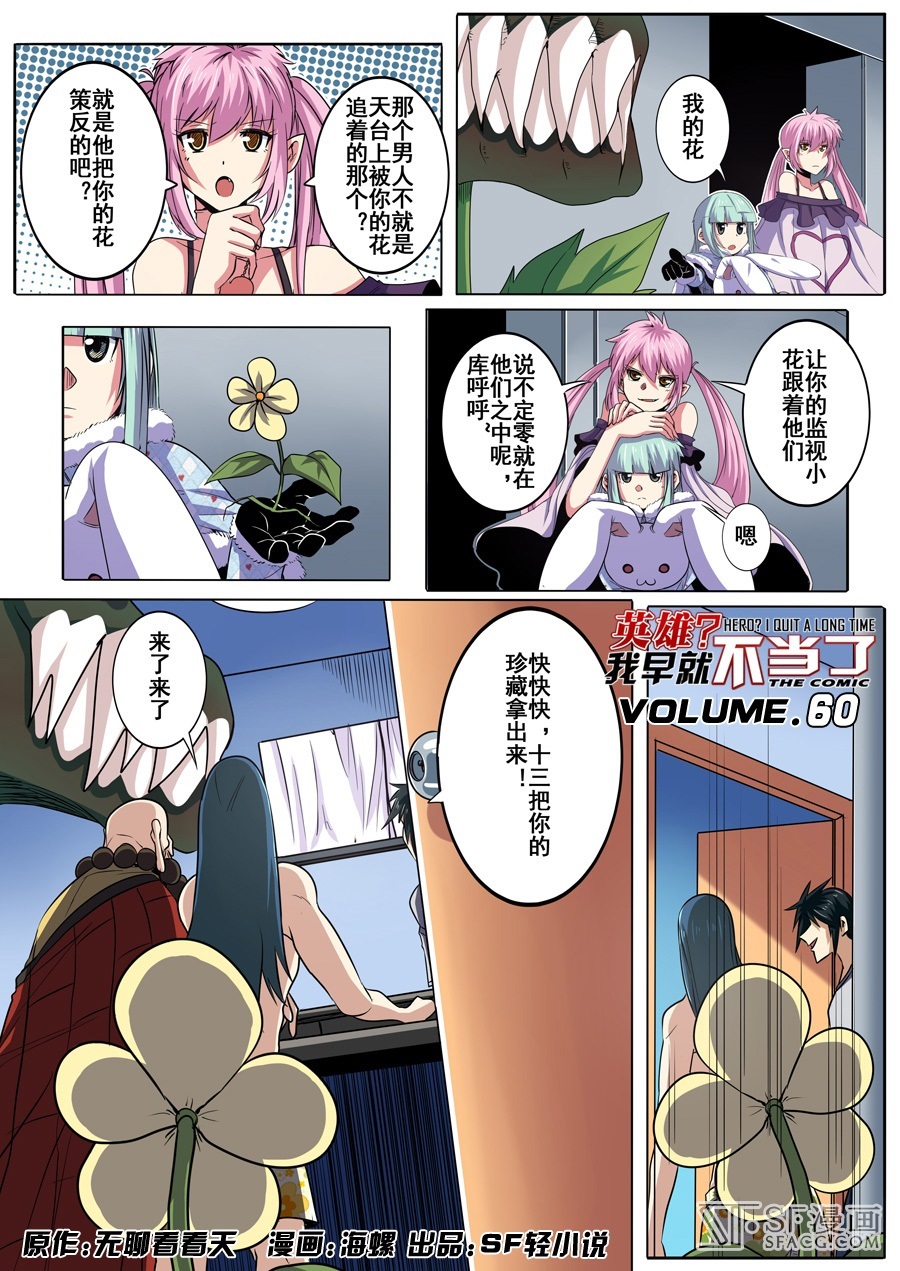 我的花
那个男人不就是
天台上被你的花
追着的那个？
就是他把你的花
策反的吧？
让你的监视小
花跟着他们
说不定零就在
他们之中呢，
库呼呼~
嗯
英雄？
HERO? I QUIT A LONG TIME
我早就不当了
THE COMIC
VOLUME.60
快快快，十三把你的
珍藏拿出来！
来了来了
原作：无聊看看天 漫画：海螺 出品：SF轻小说
SF漫画
SFACG.COM